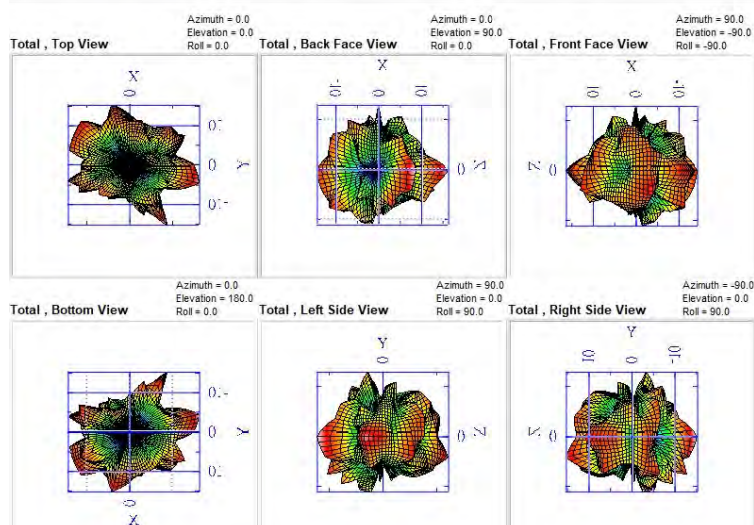 Azimuth = 0.0
Elevation = 0.0
Roll = 0.0
Total , Top View
Azimuth = 0.0
Elevation = 90.0
Roll = 0.0
Total , Back Face View
Azimuth = 90.0
Elevation = -90.0
Roll = -90.0
Total , Front Face View
X
0
0
Y
X
-10
0
10
0
Z
X
10
0
-10
Z
0
Azimuth = 0.0
Elevation = 180.0
Roll = 0.0
Total , Bottom View
Azimuth = 90.0
Elevation = 0.0
Roll = 90.0
Total , Left Side View
Azimuth = -90.0
Elevation = 0.0
Roll = 90.0
Total , Right Side View
0
Y
0
X
Y
0
0
Z
Y
10
0
-10
Z
0